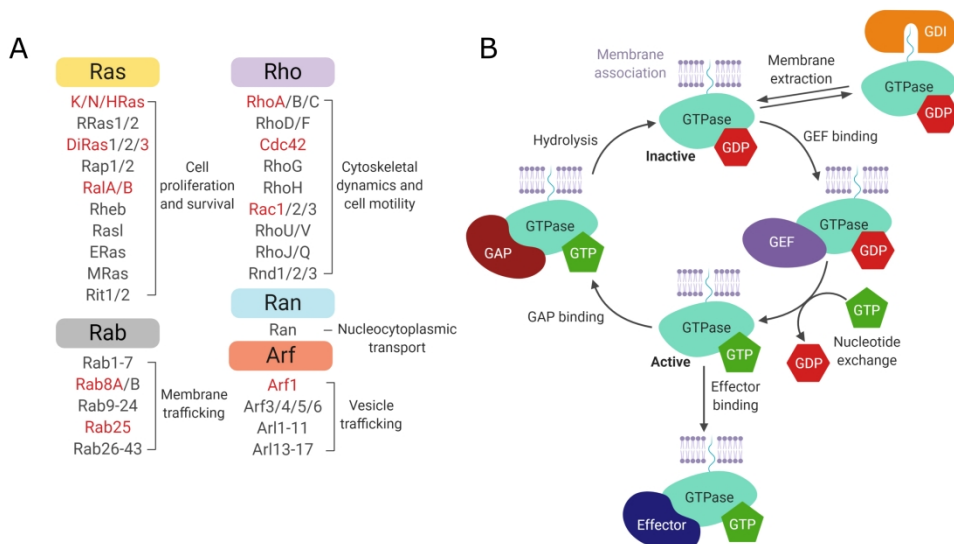 A
Ras
K/N/HRas
RRas1/2
DiRas1/2/3
Rap1/2
RalA/B
Rheb
Rasl
ERas
MRas
Rit1/2
Cell
proliferation
and survival
Rho
RhoA/B/C
RhoD/F
Cdc42
RhoG
RhoH
Rac1/2/3
RhoU/V
RhoJ/Q
Rnd1/2/3
Cytoskeletal
dynamics and
cell motility
Ran
Ran
Nucleocytoplasmic
transport
Rab
Rab1-7
Rab8A/B
Rab9-24
Rab25
Rab26-43
Membrane
trafficking
Arf
Arf1
Arf3/4/5/6
Arl1-11
Arl13-17
Vesicle
trafficking
B
Membrane
association
GTPase
GDP
Inactive
Membrane
extraction
GDI
GTPase
GDP
Hydrolysis
GEF binding
GTPase
GAP
GTP
GTPase
GEF
GDP
GAP binding
GTPase
GTP
Active
GTP
Nucleotide
exchange
GDP
Effector
binding
GTPase
Effector
GTP